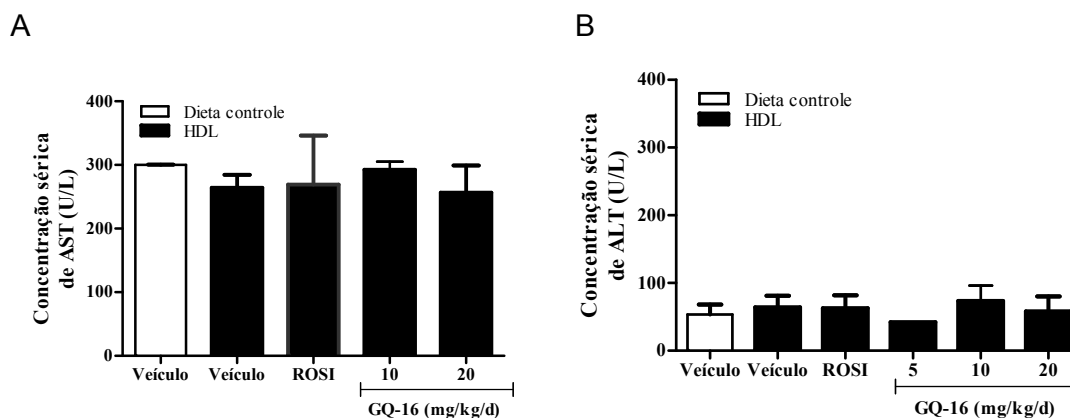 A
Concentração sérica
de AST (U/L)
400
300
200
100
0
Dieta controle
HDL
Veículo Veículo ROSI 10 20
GQ-16 (mg/kg/d)
B
Concentração sérica
de ALT (U/L)
400
300
200
100
0
Dieta controle
HDL
Veículo Veículo ROSI 5 10 20
GQ-16 (mg/kg/d)